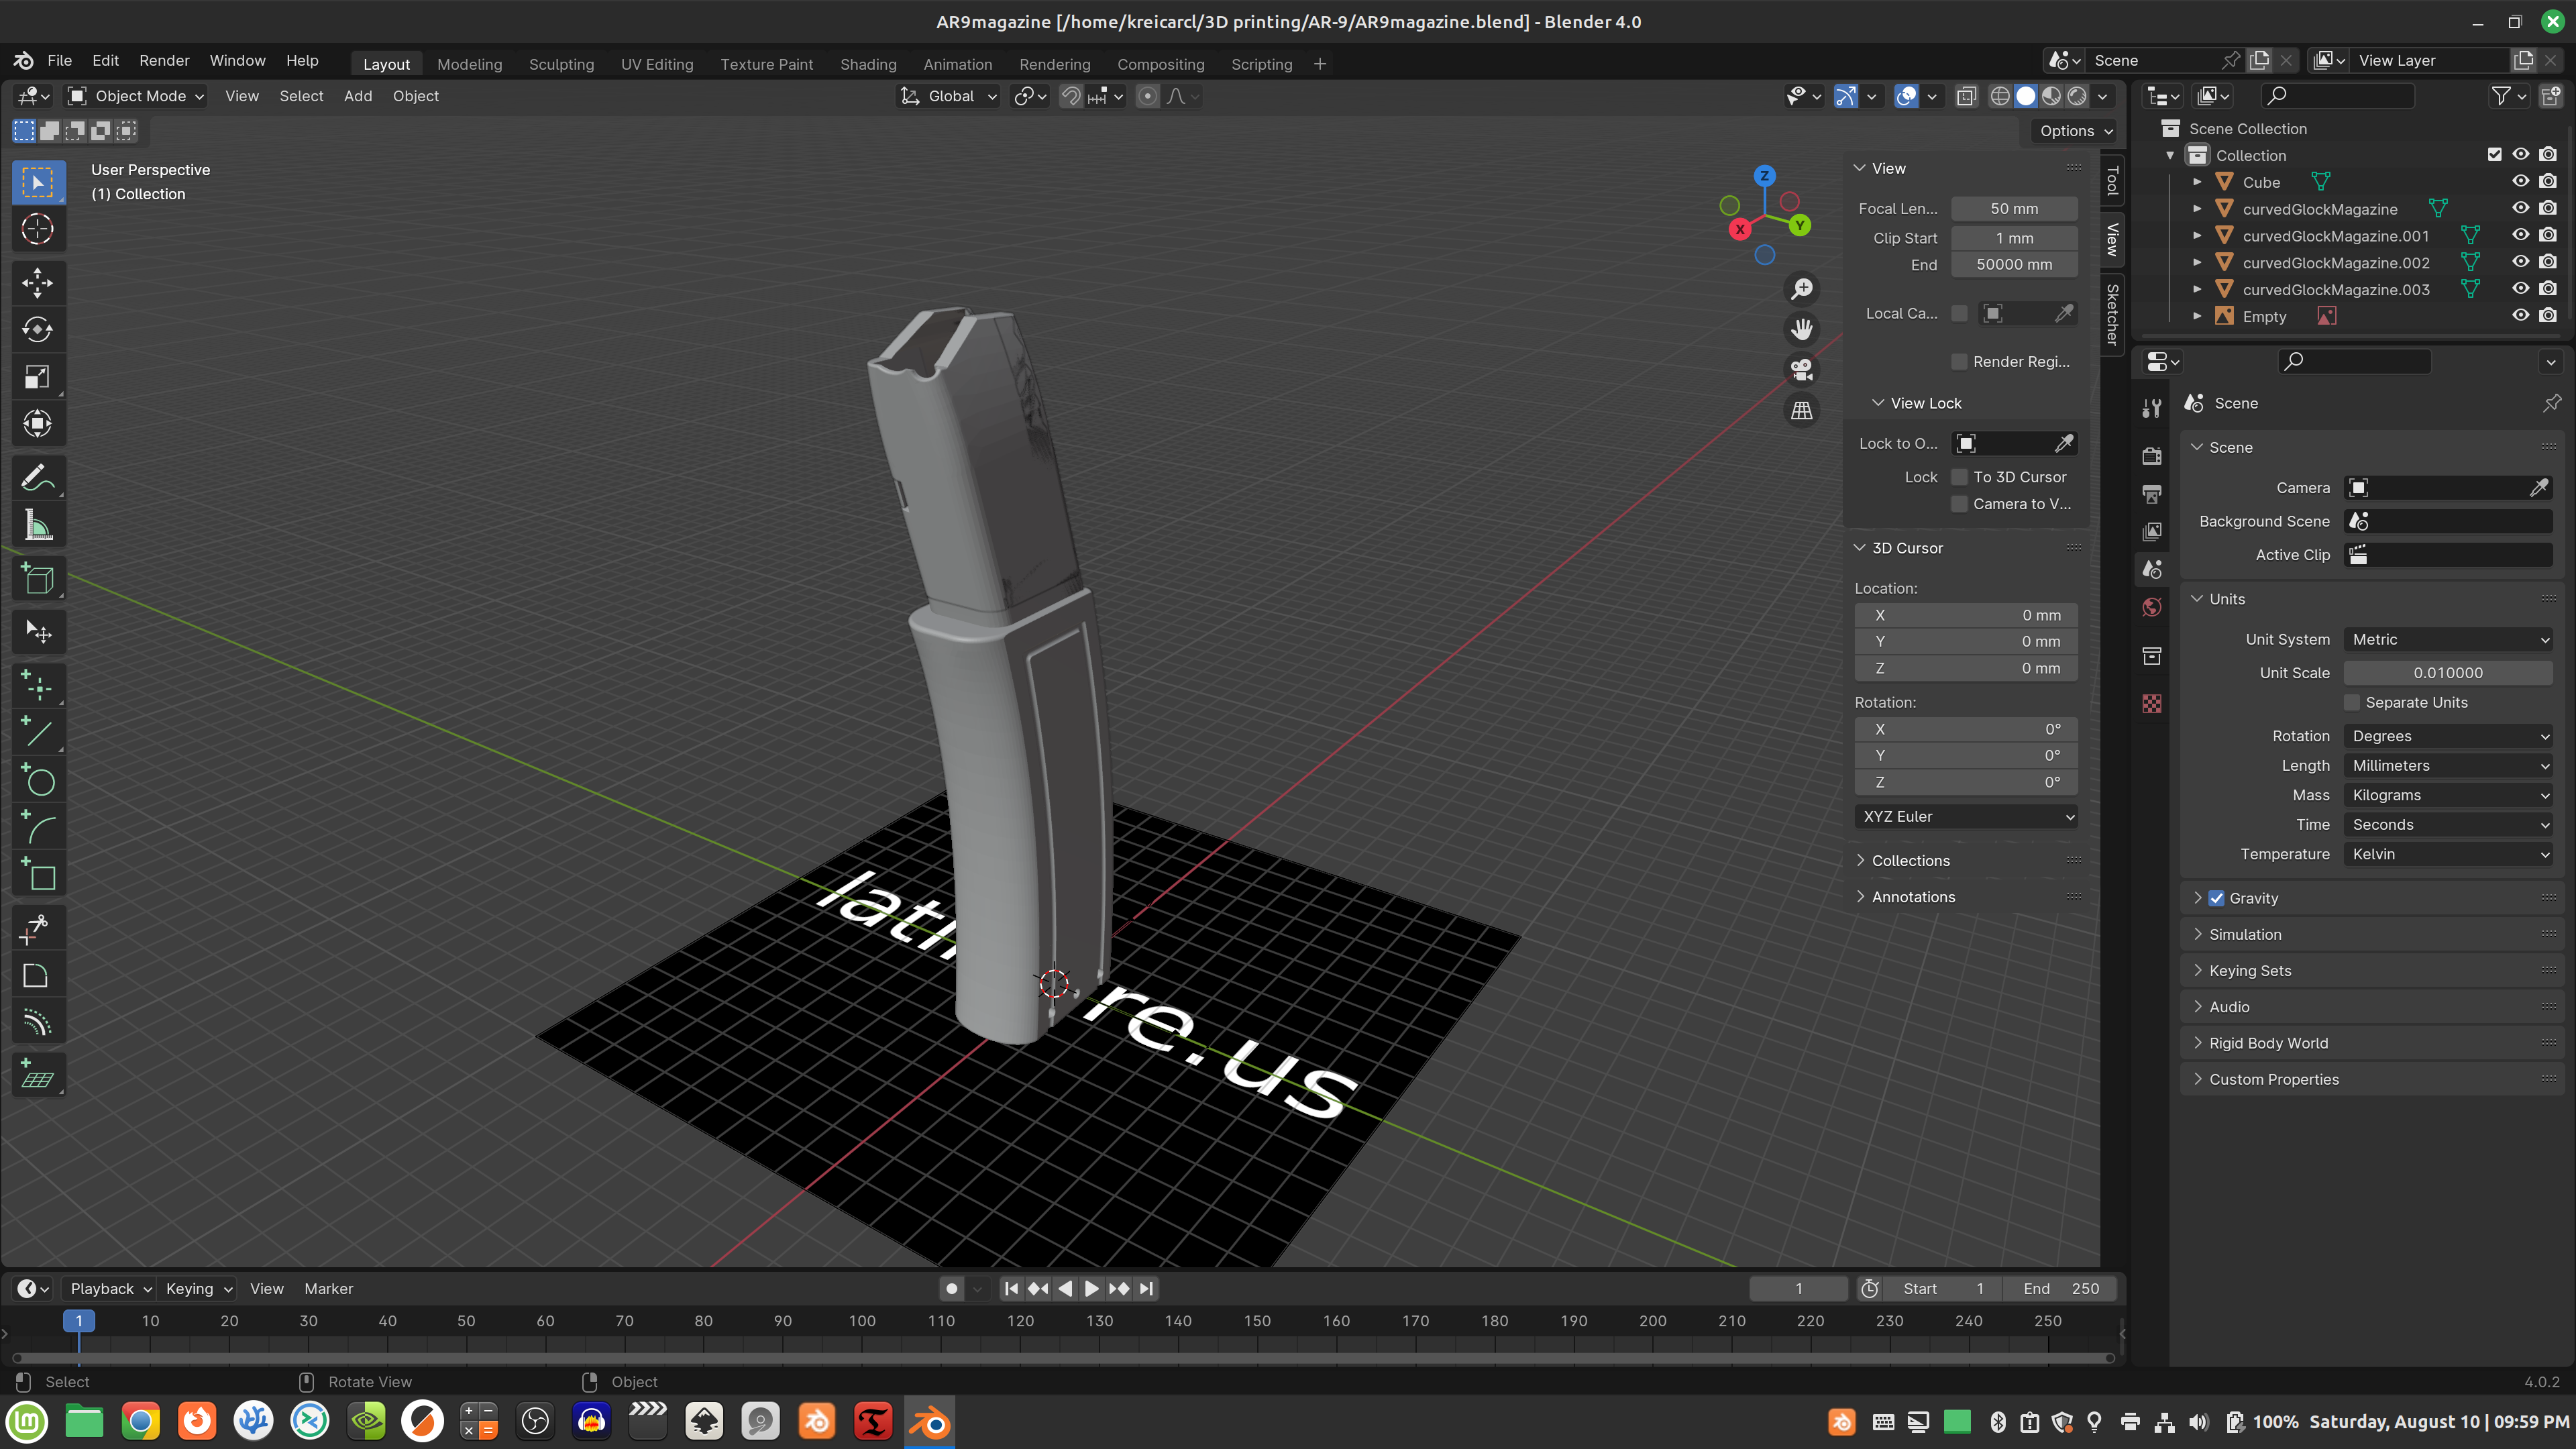 AR9magazine [/home/kreicarcl/3D printing/AR-9/AR9magazine.blend] - Blender 4.0
File Edit Render Window Help Layout Modeling Sculpting UV Editing Texture Paint Shading Animation Rendering Compositing Scripting + Scene View Layer
Object Mode View Select Add Object Global
Options
User Perspective
(1) Collection
Z
X
Y
View
Focal Len... 50 mm
Clip Start 1 mm
End 50000 mm
Local Ca...
Render Regi...
View Lock
Lock to O...
Lock To 3D Cursor
Camera to V...
3D Cursor
Location:
X 0 mm
Y 0 mm
Z 0 mm
Rotation:
X 0°
Y 0°
Z 0°
XYZ Euler
Collections
Annotations
Tool
View
Sketcher
re.us
Scene Collection
Collection
Cube
curvedGlockMagazine
curvedGlockMagazine.001
curvedGlockMagazine.002
curvedGlockMagazine.003
Empty
Scene
Scene
Camera
Background Scene
Active Clip
Units
Unit System Metric
Unit Scale 0.010000
Separate Units
Rotation Degrees
Length Millimeters
Mass Kilograms
Time Seconds
Temperature Kelvin
Gravity
Simulation
Keying Sets
Audio
Rigid Body World
Custom Properties
Playback Keying View Marker 1 Start 1 End 250
1 10 20 30 40 50 60 70 80 90 100 110 120 130 140 150 160 170 180 190 200 210 220 230 240 250
Select Rotate View Object 4.0.2
100% Saturday, August 10 | 09:59 PM